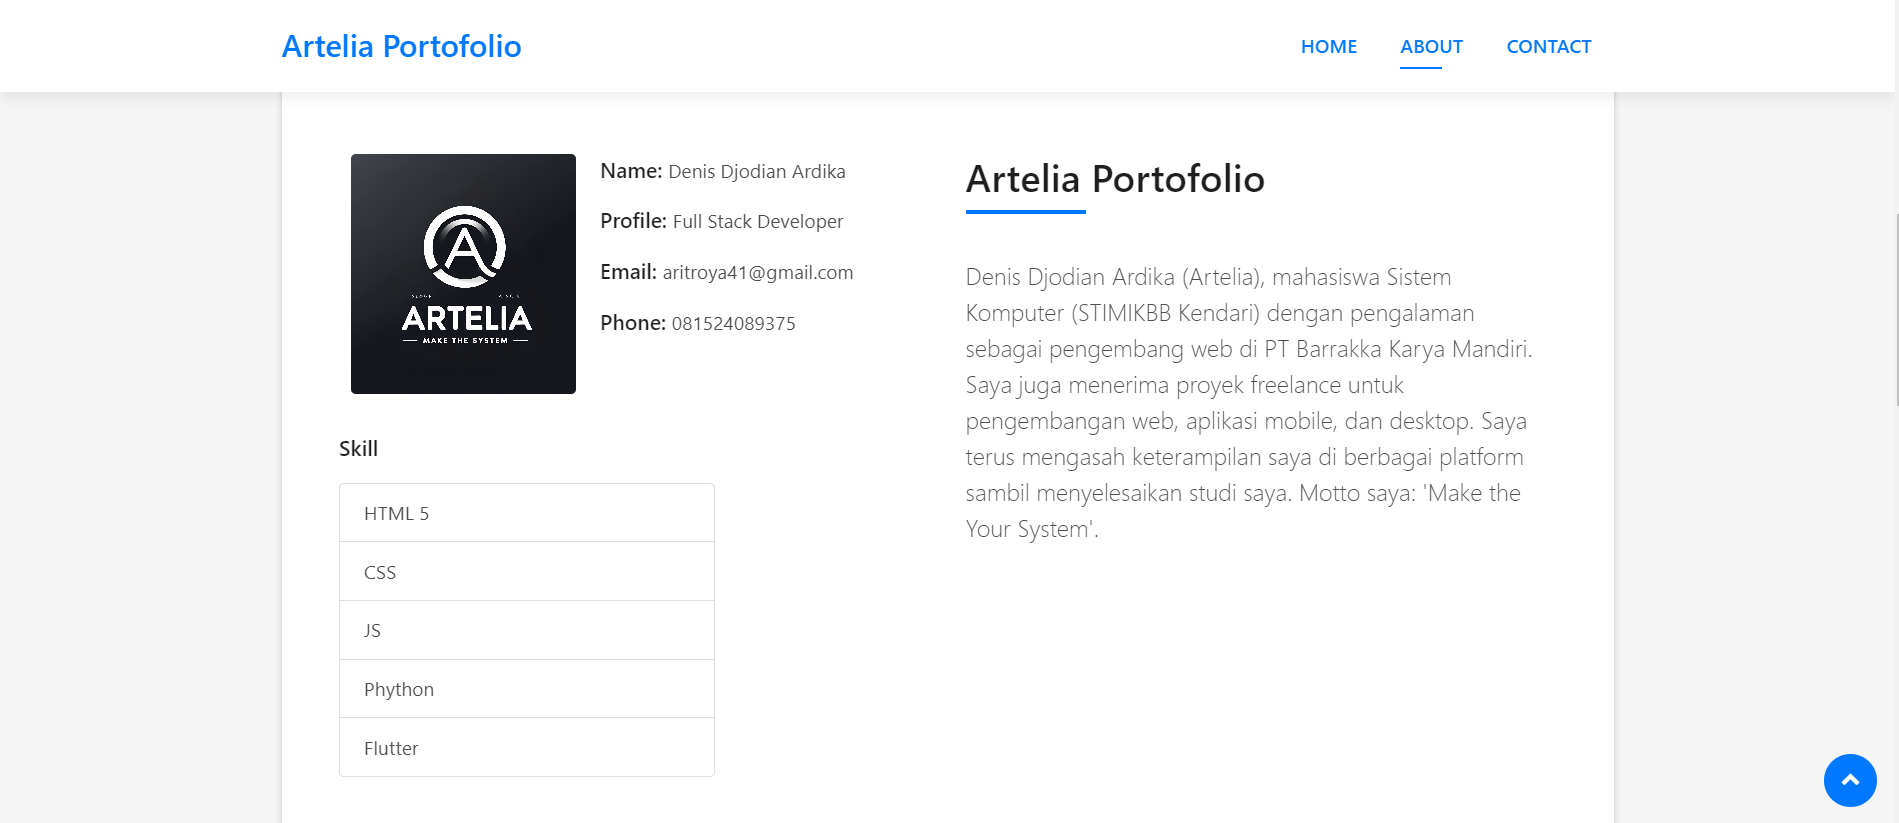 Artelia Portofolio
HOME ABOUT CONTACT
ARTELIA
MAKE THE SYSTEM
Name: Denis Djodian Ardika
Profile: Full Stack Developer
Email: aritroya41@gmail.com
Phone: 081524089375
Skill
HTML 5
CSS
JS
Phython
Flutter
Artelia Portofolio
Denis Djodian Ardika (Artelia), mahasiswa Sistem
Komputer (STIMIKBB Kendari) dengan pengalaman
sebagai pengembang web di PT Barrakka Karya Mandiri.
Saya juga menerima proyek freelance untuk
pengembangan web, aplikasi mobile, dan desktop. Saya
terus mengasah keterampilan saya di berbagai platform
sambil menyelesaikan studi saya. Motto saya: 'Make the
Your System'.